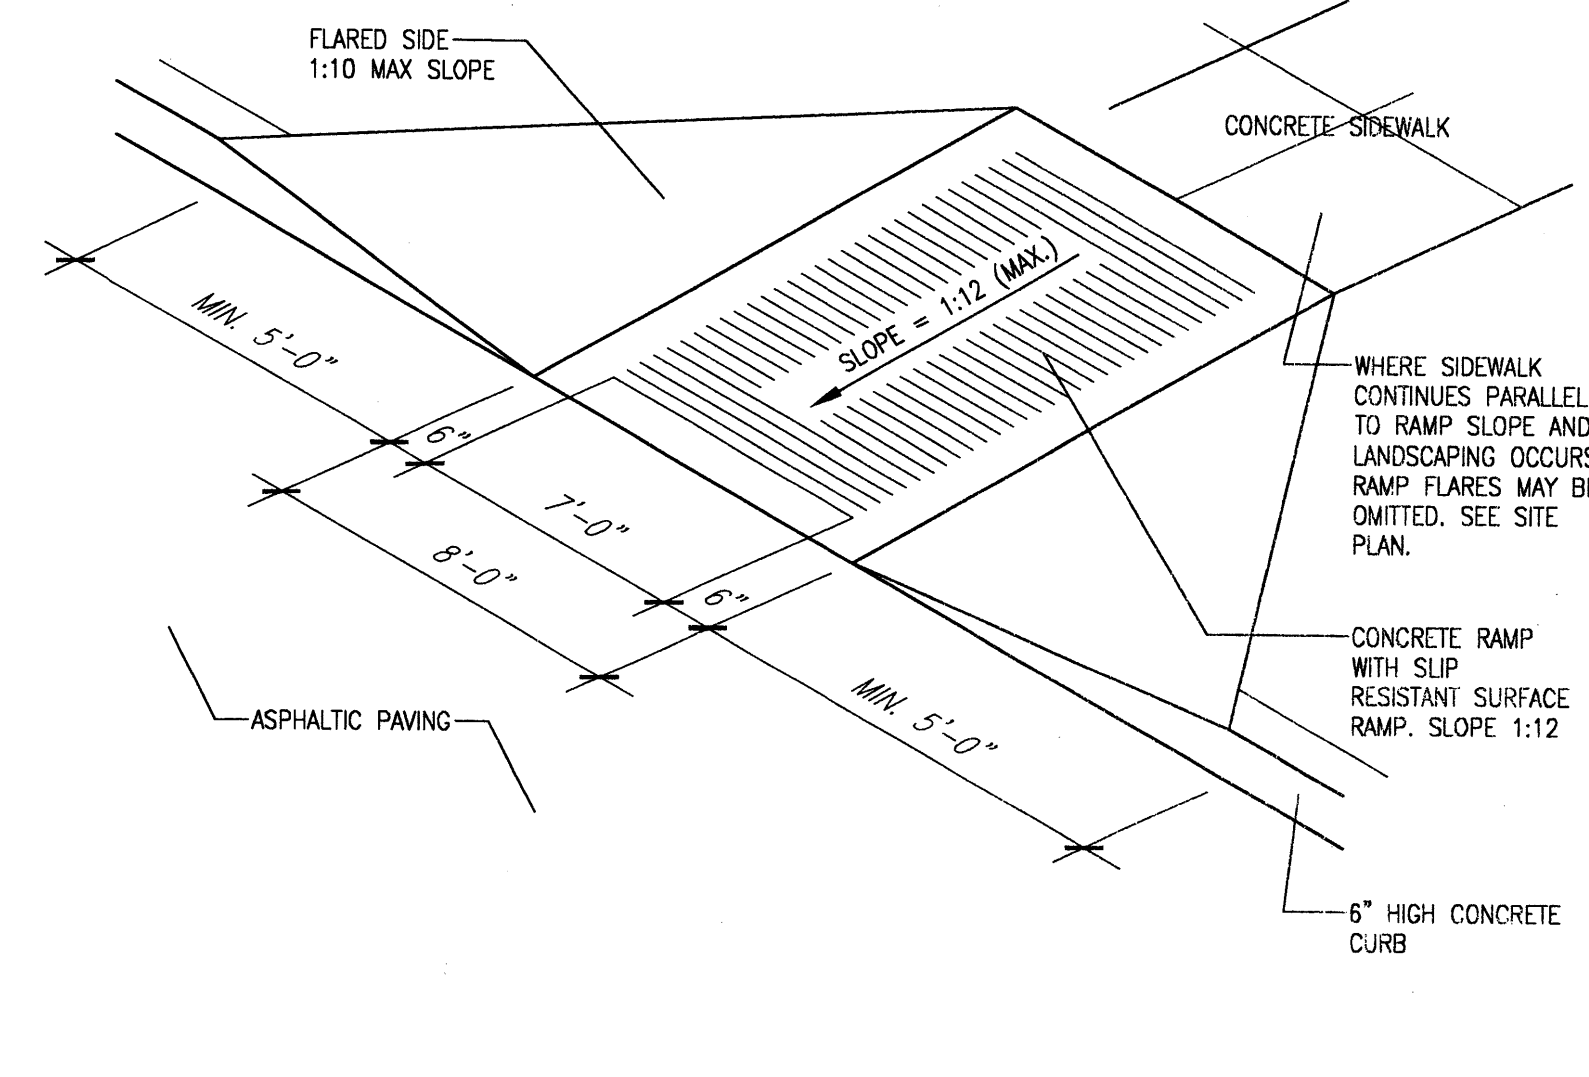 FLARED SIDE
1:10 MAX SLOPE
CONCRETE SIDEWALK
SLOPE = 1:12 (MAX.)
MIN. 5'-0"
6"
7'-0"
8'-0"
6"
MIN. 5'-0"
WHERE SIDEWALK
CONTINUES PARALLEL
TO RAMP SLOPE AND
LANDSCAPING OCCURS
RAMP FLARES MAY BE
OMITTED. SEE SITE
PLAN.
CONCRETE RAMP
WITH SLIP
RESISTANT SURFACE
RAMP. SLOPE 1:12
ASPHALTIC PAVING
6" HIGH CONCRETE
CURB